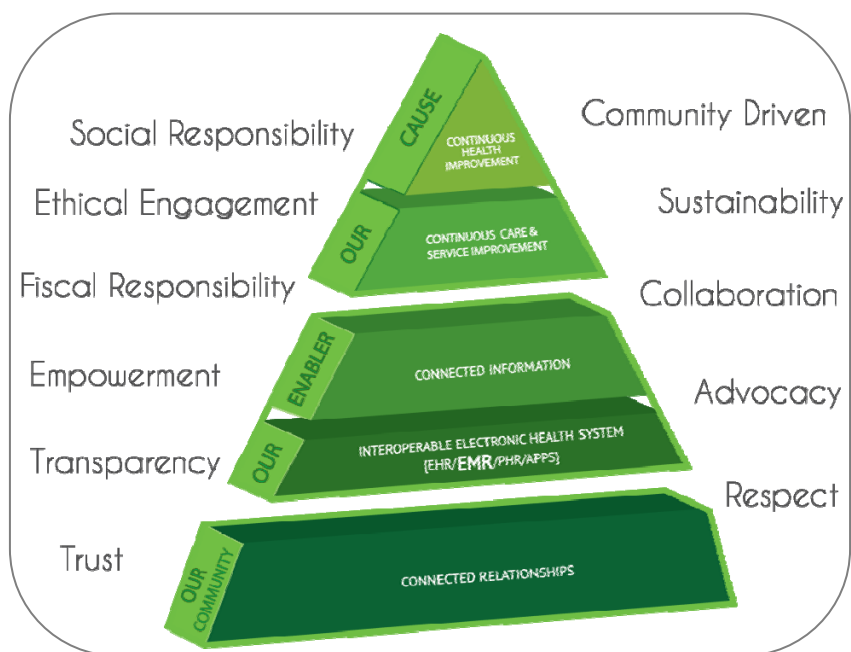 Social Responsibility
Ethical Engagement
Fiscal Responsibility
Empowerment
Transparency
Trust
OUR CAUSE
CONTINUOUS
HEALTH
IMPROVEMENT
CONTINUOUS CARE &
SERVICE IMPROVEMENT
OUR ENABLER
CONNECTED INFORMATION
INTEROPERABLE ELECTRONIC HEALTH SYSTEM
[EHR/EMR/PHR/APPS]
OUR
COMMUNITY
CONNECTED RELATIONSHIPS
Community Driven
Sustainability
Collaboration
Advocacy
Respect